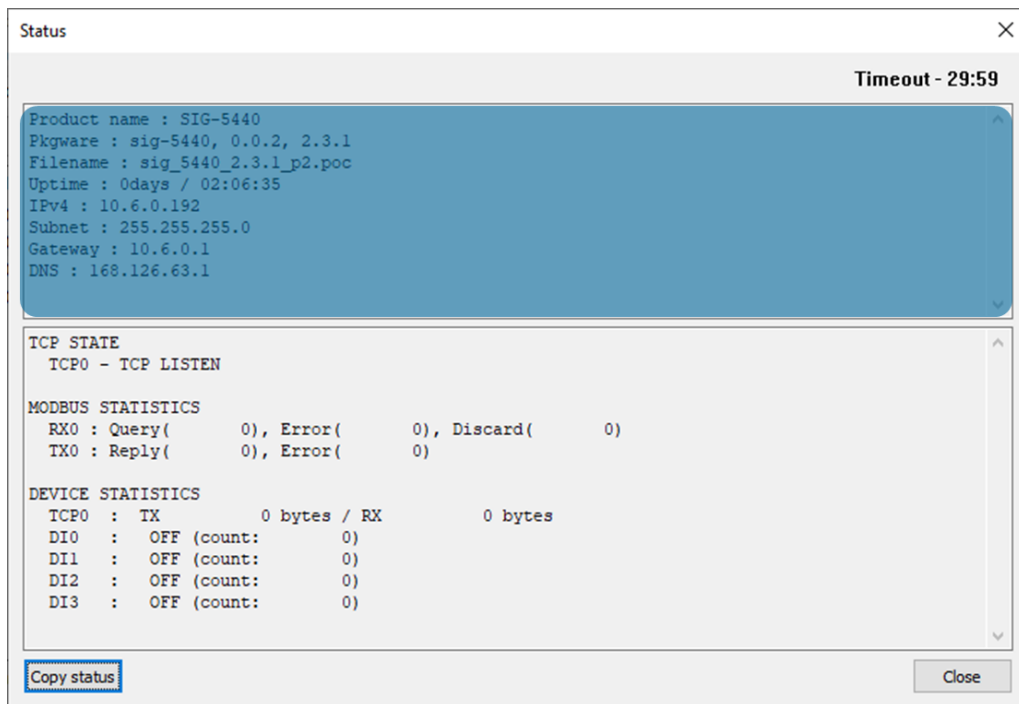 Status
Timeout - 29:59
Product name : SIG-5440
Pkgware : sig-5440, 0.0.2, 2.3.1
Filename : sig_5440_2.3.1_p2.poc
Uptime : 0days / 02:06:35
IPv4 : 10.6.0.192
Subnet : 255.255.255.0
Gateway : 10.6.0.1
DNS : 168.126.63.1
TCP STATE
TCP0 - TCP LISTEN
MODBUS STATISTICS
RX0 : Query( 0), Error( 0), Discard( 0)
TX0 : Reply( 0), Error( 0)
DEVICE STATISTICS
TCP0 : TX 0 bytes / RX 0 bytes
DI0 : OFF (count: 0)
DI1 : OFF (count: 0)
DI2 : OFF (count: 0)
DI3 : OFF (count: 0)
Copy status
Close